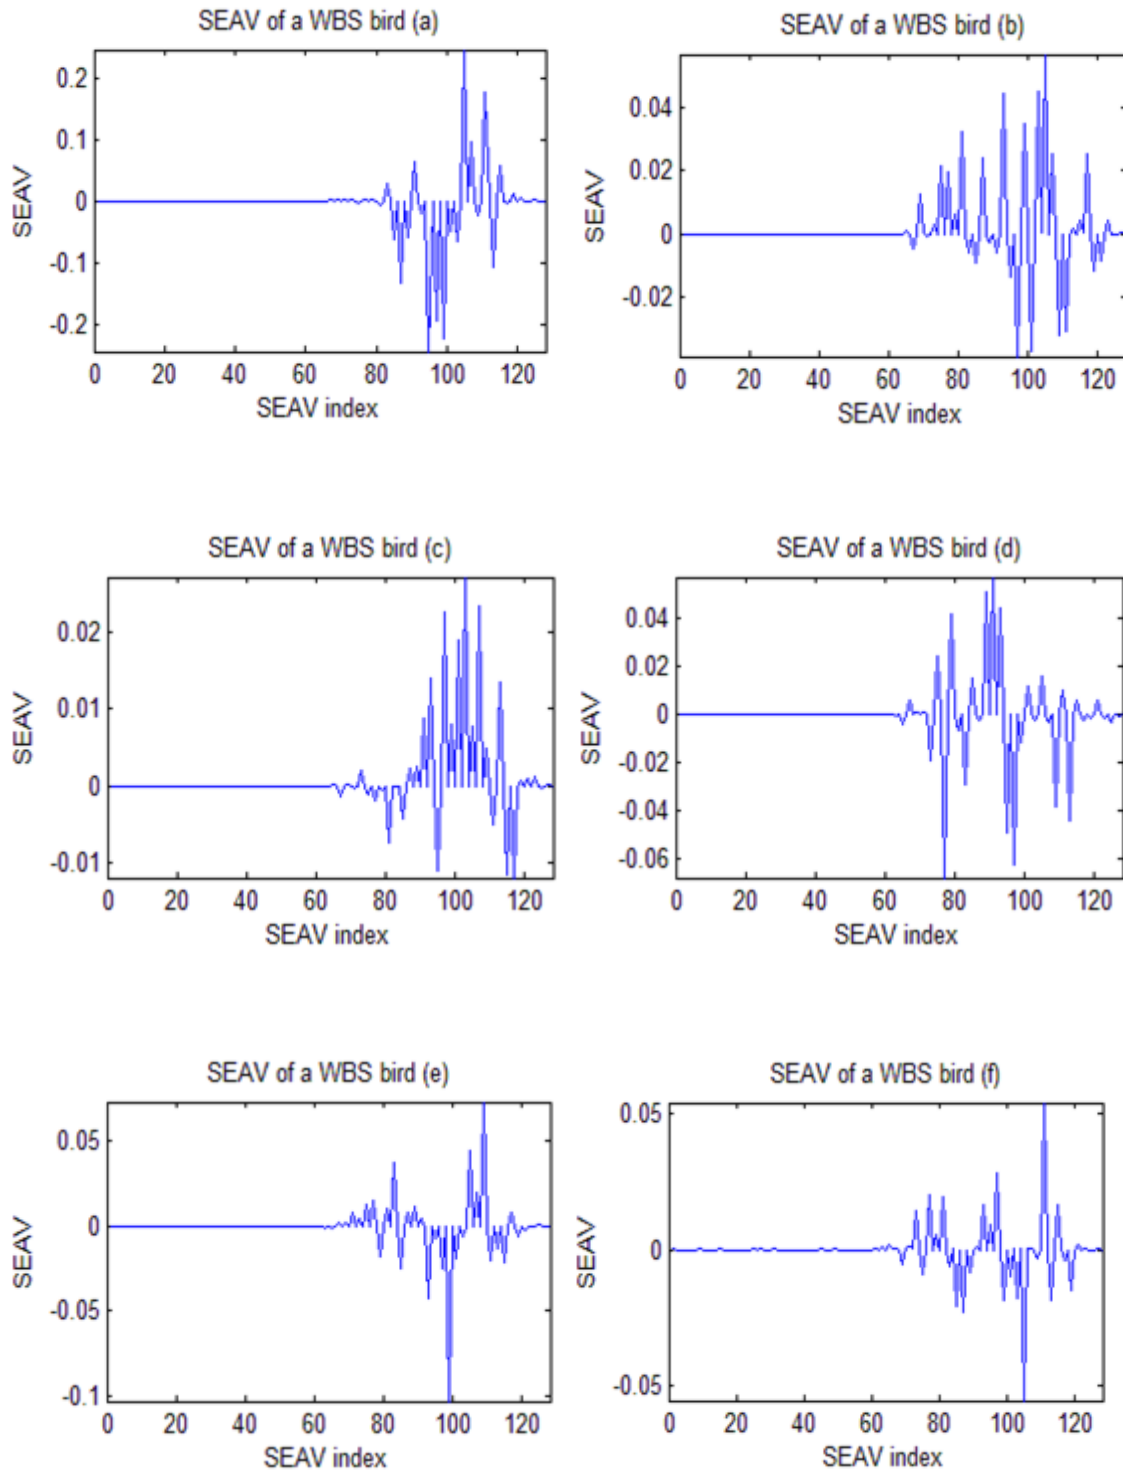 SEAV of a WBS bird (a)
0.2
0.1
0
-0.1
-0.2
SEAV
0 20 40 60 80 100 120
SEAV index
SEAV of a WBS bird (b)
0.04
0.02
0
-0.02
SEAV
0 20 40 60 80 100 120
SEAV index
SEAV of a WBS bird (c)
0.02
0.01
0
-0.01
SEAV
0 20 40 60 80 100 120
SEAV index
SEAV of a WBS bird (d)
0.04
0.02
0
-0.02
-0.04
-0.06
SEAV
0 20 40 60 80 100 120
SEAV index
SEAV of a WBS bird (e)
0.05
0
-0.05
-0.1
SEAV
0 20 40 60 80 100 120
SEAV index
SEAV of a WBS bird (f)
0.05
0
-0.05
SEAV
0 20 40 60 80 100 120
SEAV index